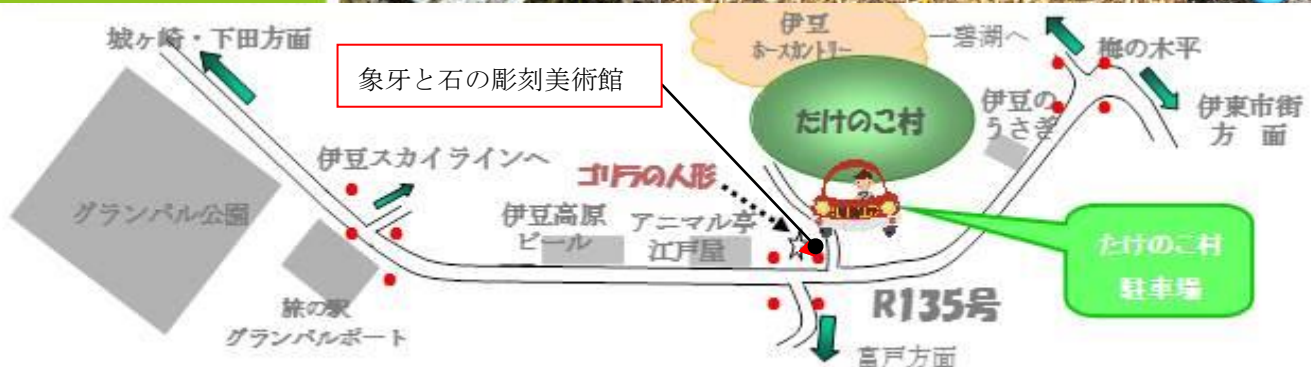 城ヶ崎・下田方面
象牙と石の彫刻美術館
伊豆
ホースカントリー
一碧湖へ
梅の木平
伊東市街
方 面
たけのこ村
伊豆の
うさぎ
伊豆スカイラインへ
ゴリラの人形
グランパル公園
伊豆高原
ビール
アニマル亭
江戸屋
たけのこ村
駐車場
R135号
旅の駅
グランパルポート
富戸方面